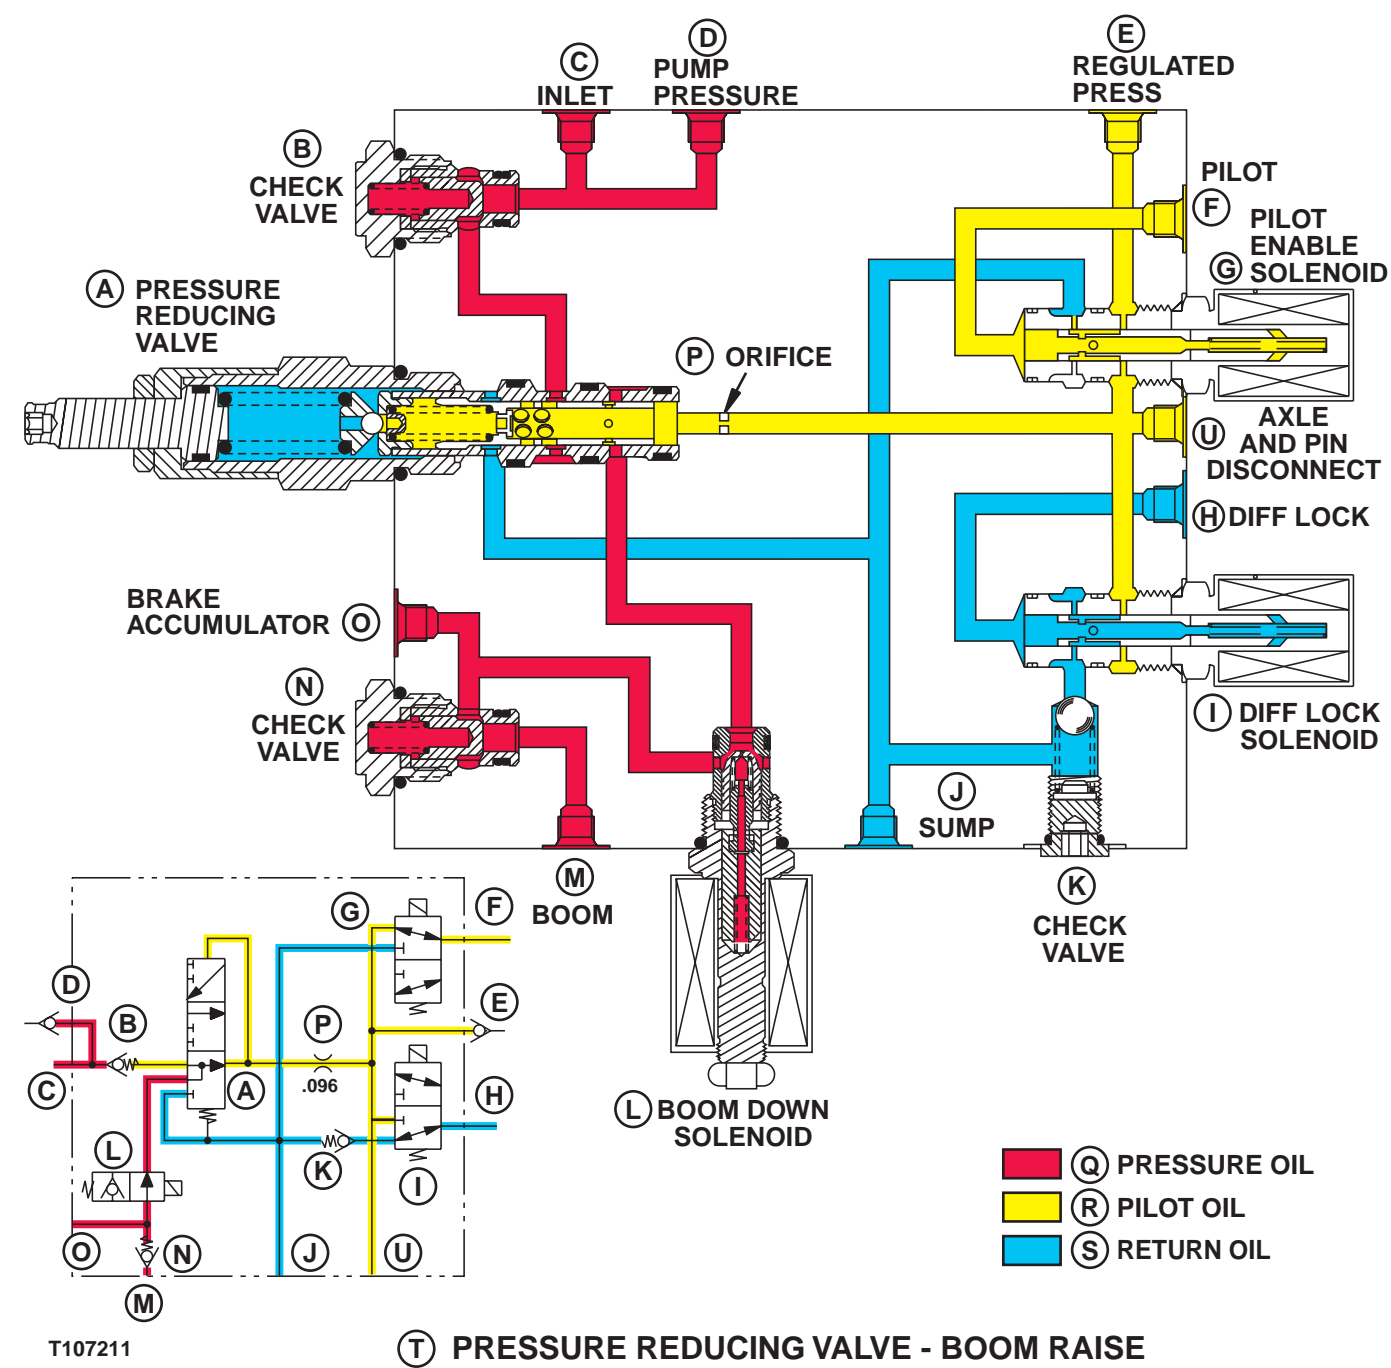 D
E
C
PUMP
PRESSURE
REGULATED
PRESS
INLET
B
CHECK
VALVE
PILOT
F
PILOT
ENABLE
G SOLENOID
A PRESSURE
REDUCING
VALVE
P ORIFICE
U AXLE
AND PIN
DISCONNECT
H DIFF LOCK
BRAKE
ACCUMULATOR O
N
CHECK
VALVE
I DIFF LOCK
SOLENOID
J
SUMP
M
BOOM
K
CHECK
VALVE
L BOOM DOWN
SOLENOID
G
F
D
B
P
E
C
A
.096
H
L
K
I
O
N
J
U
M
Q PRESSURE OIL
R PILOT OIL
S RETURN OIL
T107211
T PRESSURE REDUCING VALVE - BOOM RAISE